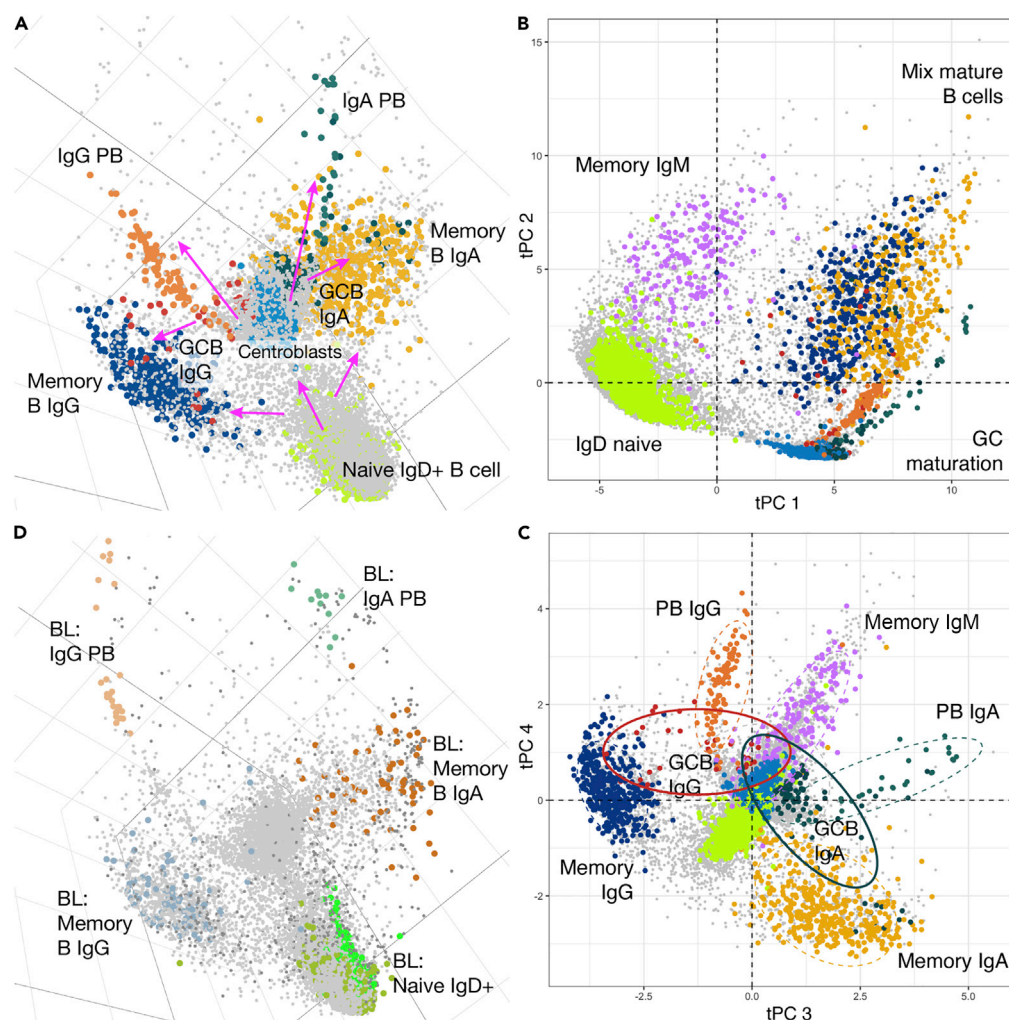 A
IgA PB
IgG PB
Memory
B IgA
GCB
IgA
Centroblasts
GCB
IgG
Memory
B IgG
Naive IgD+ B cell
B
15
10
5
0
tPC 2
Mix mature
B cells
Memory IgM
IgD naive
GC
maturation
-5
0
5
10
tPC 1
D
BL:
IgA PB
BL:
IgG PB
BL:
Memory
B IgA
BL:
Memory
B IgG
BL:
Naive IgD+
C
4
2
0
-2
tPC 4
PB IgG
Memory IgM
PB IgA
GCB
IgG
GCB
IgA
Memory
IgG
Memory IgA
-2.5
0.0
2.5
5.0
tPC 3